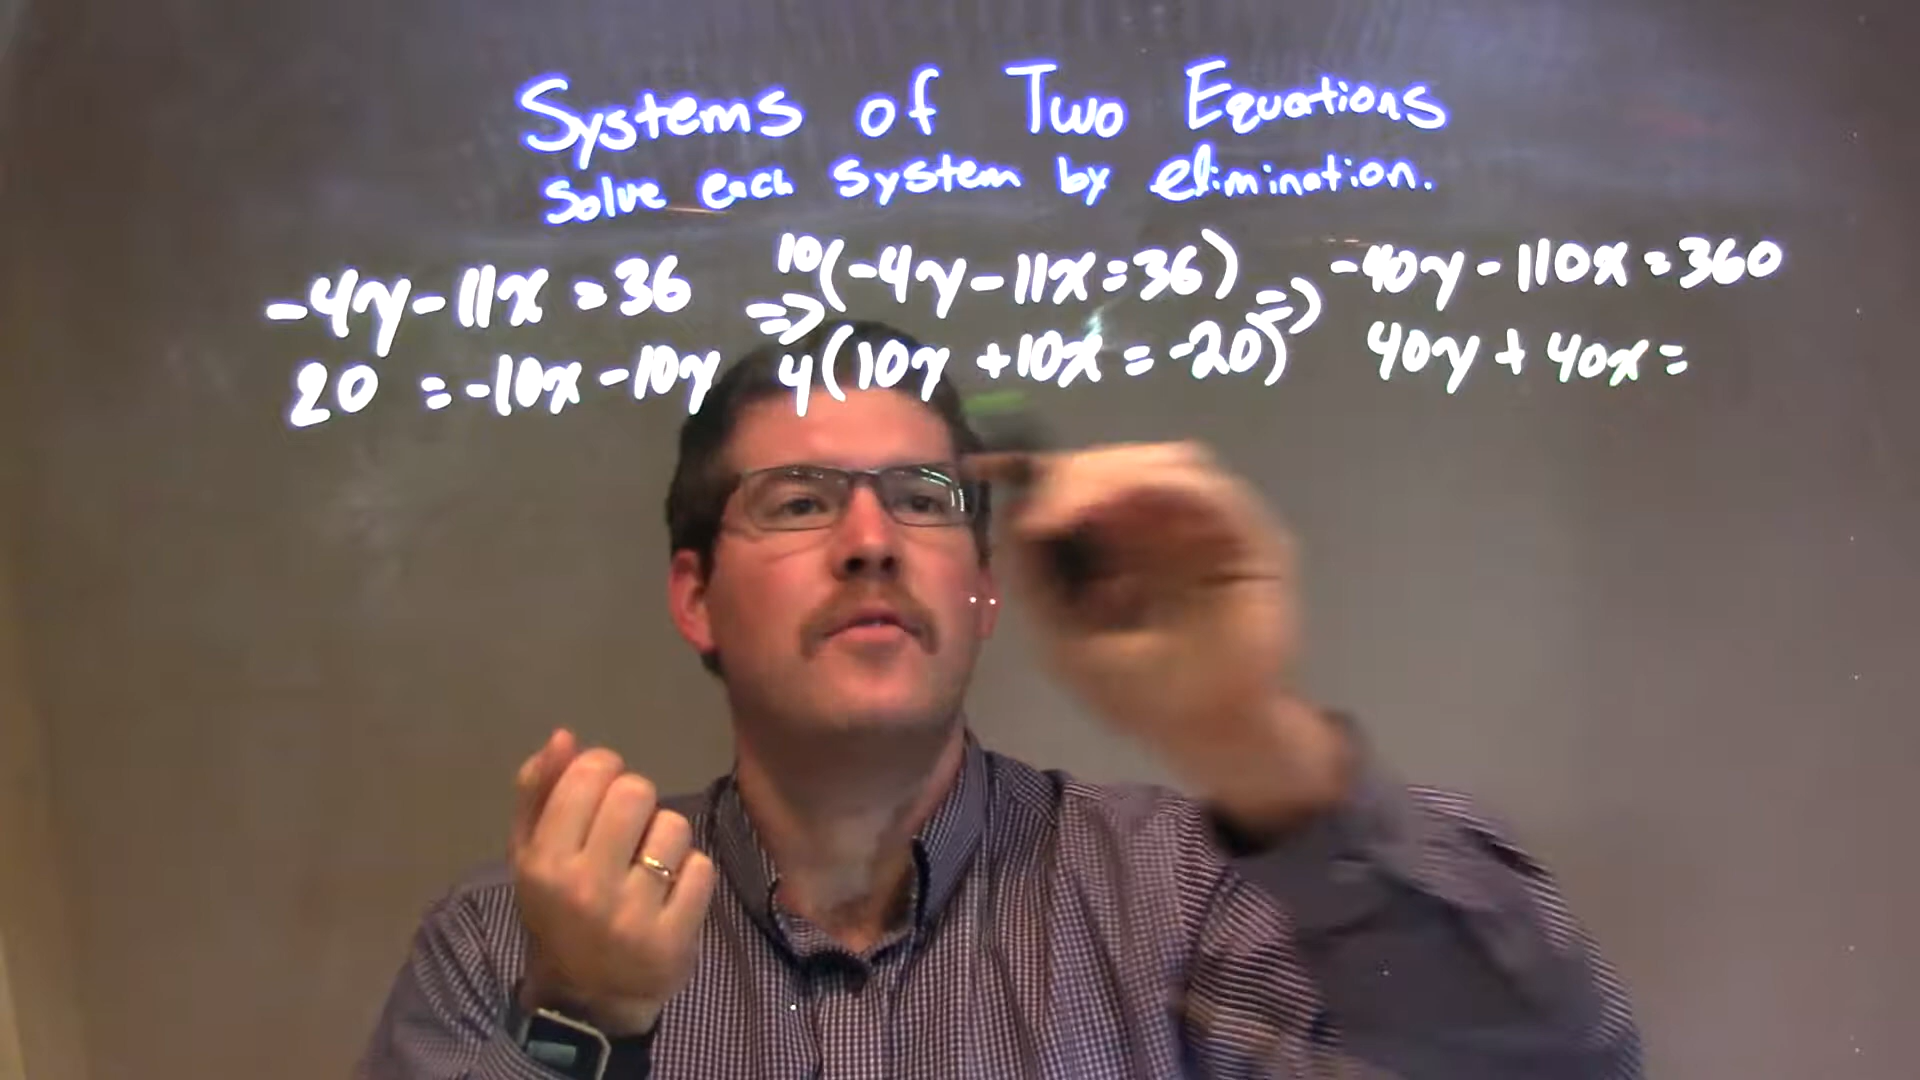 Systems of Two Equations
Solve each system by elimination.
-4y-11x=36 => 10(-4y-11x=36) => -40y-110x=360
20 =-10x-10y 4(10y+10x=-20) 40y+40x=